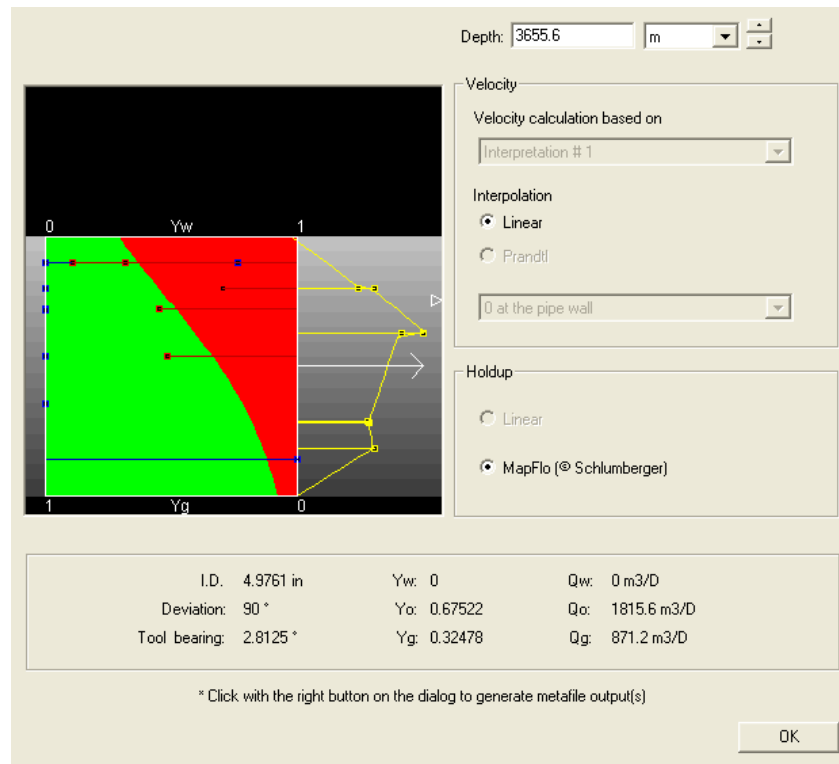 Depth: 3655.6 m
Velocity
Velocity calculation based on
Interpretation # 1
Interpolation
Linear
Prandtl
0 at the pipe wall
0 Yw 1
1 Yg 0
Holdup
Linear
MapFlo (© Schlumberger)
I.D. 4.9761 in Yw: 0 Qw: 0 m3/D
Deviation: 90 ° Yo: 0.67522 Qo: 1815.6 m3/D
Tool bearing: 2.8125 ° Yg: 0.32478 Qg: 871.2 m3/D
* Click with the right button on the dialog to generate metafile output(s)
OK